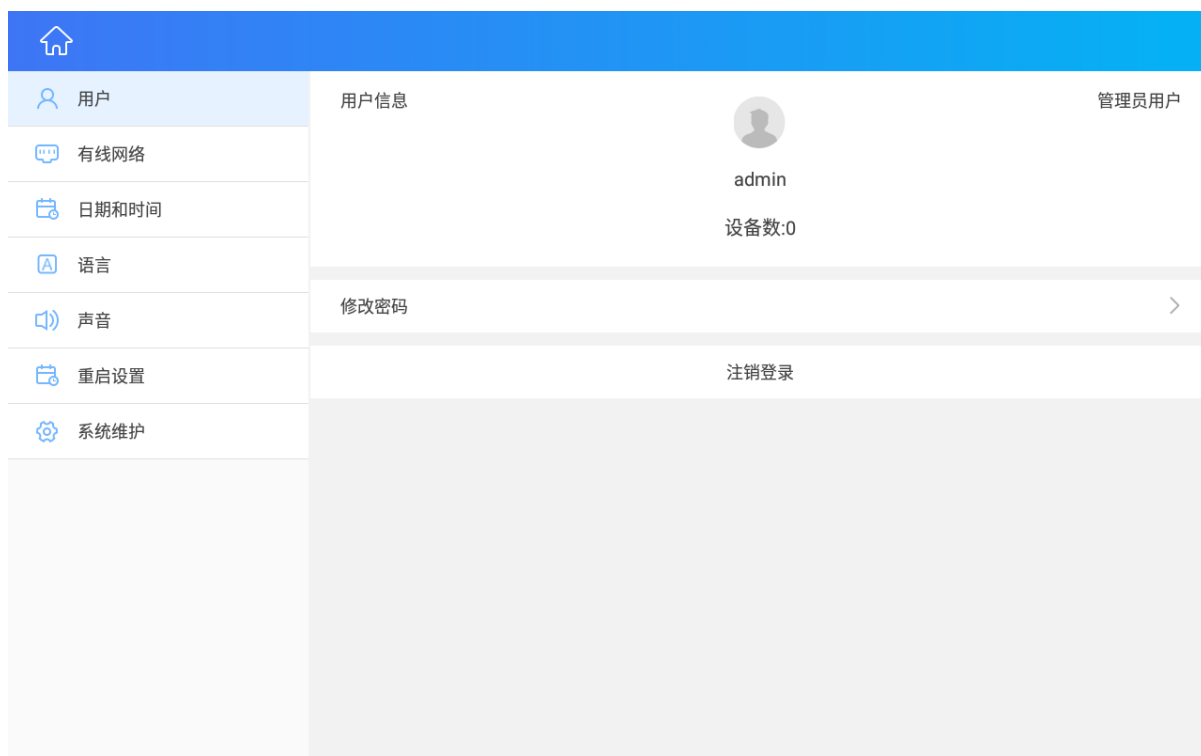 用户
有线网络
日期和时间
A 语言
声音
重启设置
系统维护
用户信息
管理员用户
admin
设备数:0
修改密码
注销登录